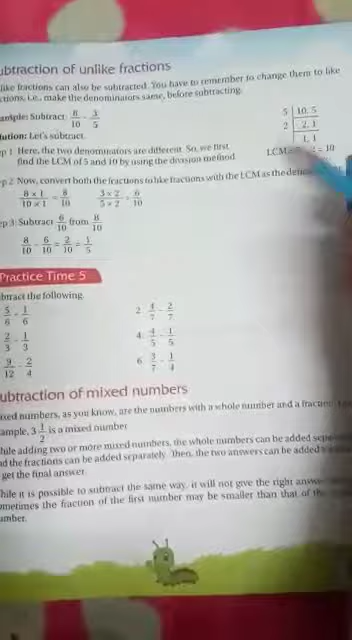 btraction of unlike fractions
like fractions can also be subtracted. You have to remember to change them to like
ctions, i.e., make the denominators same, before subtracting.
ample: Subtract 8/10 - 3/5
lution: Let's subtract.
p 1: Here, the two denominators are different. So, we first
find the LCM of 5 and 10 by using the division method
5 | 10, 5
2 | 2, 1
1, 1
LCM = 10
p 2: Now, convert both the fractions to like fractions with the LCM as the
8 × 1/10 × 1 = 8/10 3 × 2/5 × 2 = 6/10
p 3: Subtract 6/10 from 8/10
8/10 - 6/10 = 2/10 = 1/5
Practice Time 5
btract the following.
5/6 - 1/6
2. 4/7 - 2/7
2/3 - 1/3
4. 4/5 - 1/5
9/12 - 2/4
6. 3/7 - 1/4
ubtraction of mixed numbers
xed numbers, as you know, are the numbers with a whole number and a
ample, 3 1/2 is a mixed number
hile adding two or more mixed numbers, the whole numbers can be added
d the fractions can be added separately. Then, the two answers can be added
get the final answer.
hile it is possible to subtract the same way, it will not give the right
metimes the fraction of the first number may be smaller than that of the
umber.